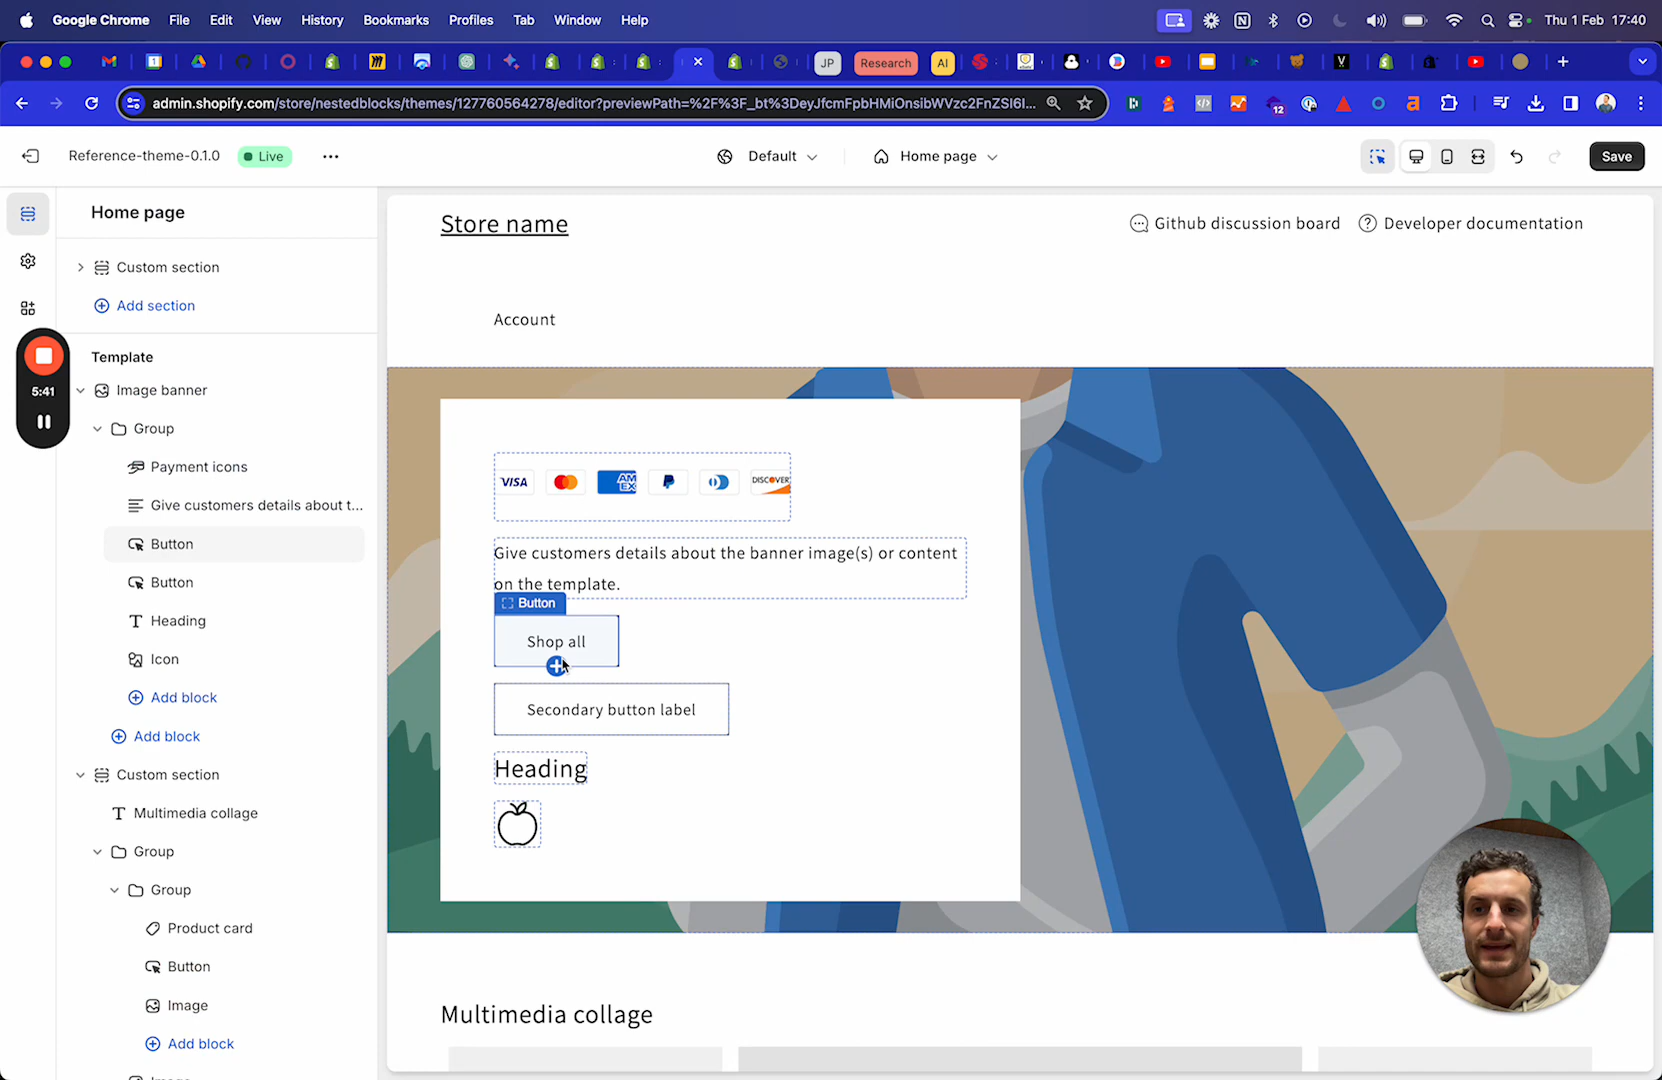 Google Chrome File Edit View History Bookmarks Profiles Tab Window Help Thu 1 Feb 17:40
JP Research AI
admin.shopify.com/store/nestedblocks/themes/127760564278/editor?previewPath=%2F%3F_bt%3DeyJfcmFpbHMiOnsibWVzc2FnZSI6I...
12
Reference-theme-0.1.0 Live Default Home page Save
Home page
Custom section
Add section
5:41
Template
Image banner
Group
Payment icons
Give customers details about t...
Button
Button
Heading
Icon
Add block
Add block
Custom section
Multimedia collage
Group
Group
Product card
Button
Image
Add block
Store name
Github discussion board Developer documentation
Account
VISA AMEX DISCOVER
Give customers details about the banner image(s) or content
on the template.
Button
Shop all
Secondary button label
Heading
Multimedia collage